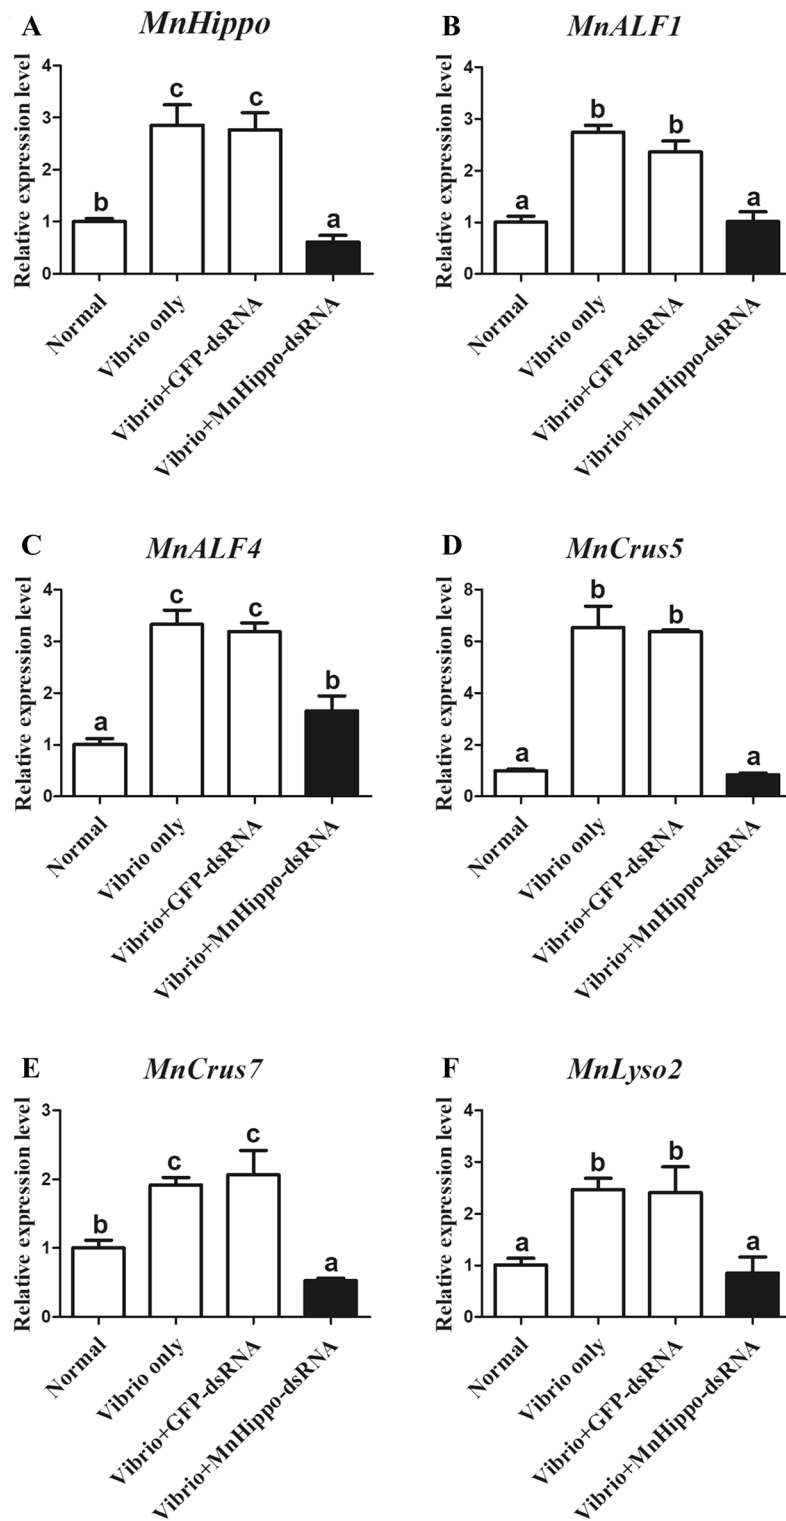 A
MnHippo
Relative expression level
4
3
2
1
0
b
c
c
a
Normal
Vibrio only
Vibrio+GFP-dsRNA
Vibrio+MnHippo-dsRNA
B
MnALF1
Relative expression level
4
3
2
1
0
a
b
b
a
Normal
Vibrio only
Vibrio+GFP-dsRNA
Vibrio+MnHippo-dsRNA
C
MnALF4
Relative expression level
4
3
2
1
0
a
c
c
b
Normal
Vibrio only
Vibrio+GFP-dsRNA
Vibrio+MnHippo-dsRNA
D
MnCrus5
Relative expression level
8
6
4
2
0
a
b
b
a
Normal
Vibrio only
Vibrio+GFP-dsRNA
Vibrio+MnHippo-dsRNA
E
MnCrus7
Relative expression level
3
2
1
0
b
c
c
a
Normal
Vibrio only
Vibrio+GFP-dsRNA
Vibrio+MnHippo-dsRNA
F
MnLyso2
Relative expression level
4
3
2
1
0
a
b
b
a
Normal
Vibrio only
Vibrio+GFP-dsRNA
Vibrio+MnHippo-dsRNA